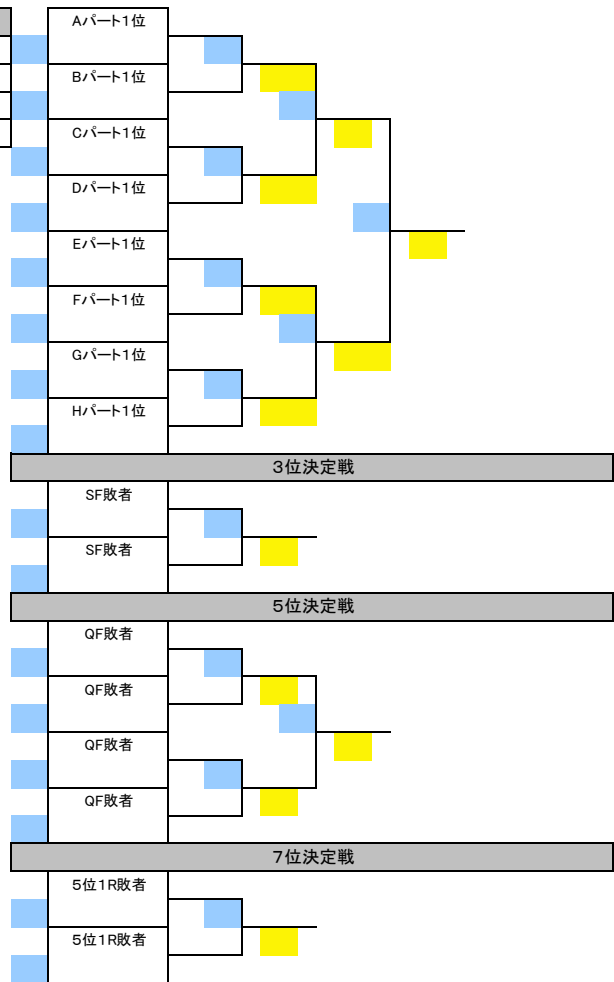 Aパート1位
Bパート1位
Cパート1位
Dパート1位
Eパート1位
Fパート1位
Gパート1位
Hパート1位
3位決定戦
SF敗者
SF敗者
5位決定戦
QF敗者
QF敗者
QF敗者
QF敗者
7位決定戦
5位1R敗者
5位1R敗者